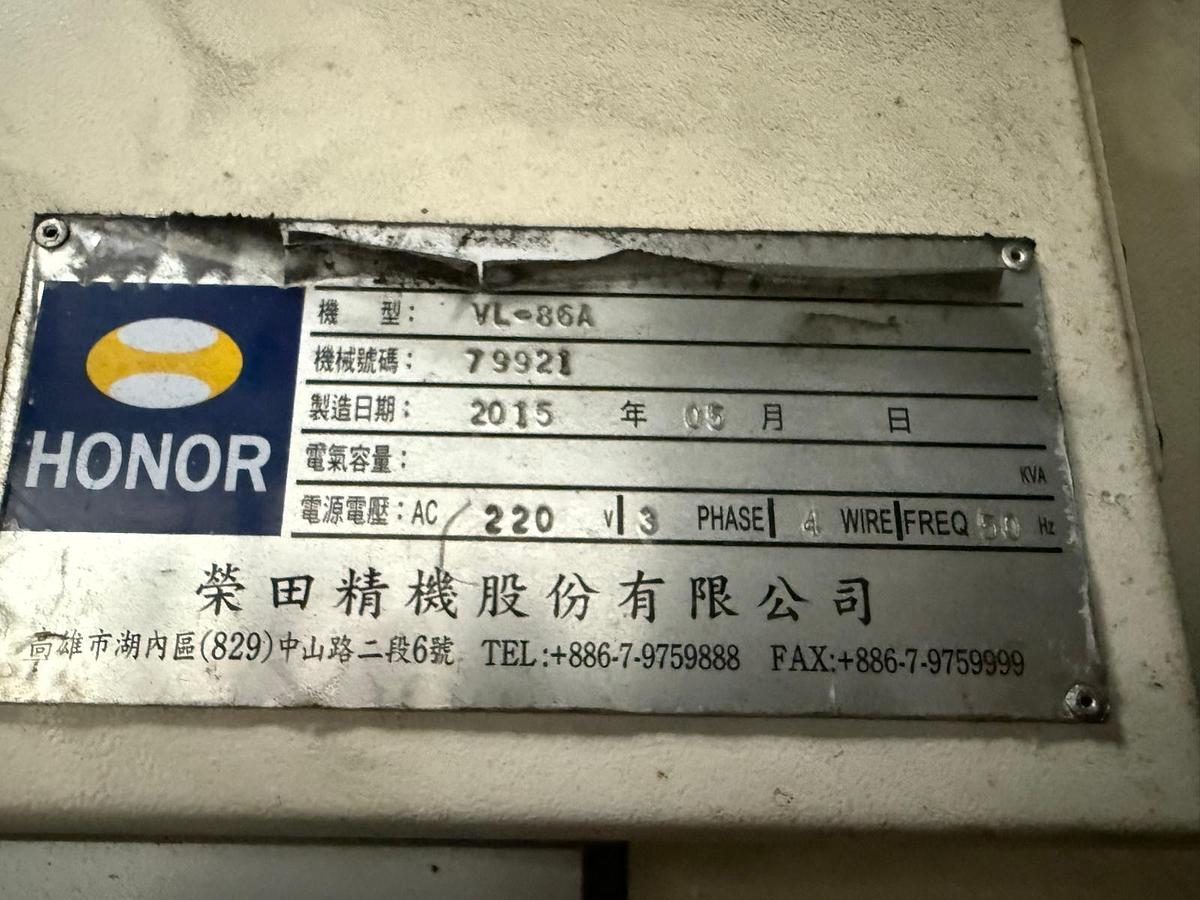 HONOR
機 型: VL-86A
機械號碼: 79921
製造日期: 2015 年 05 月 日
電氣容量: KVA
電源電壓:AC 220 V 3 PHASE 4 WIRE FREQ 50 Hz
榮田精機股份有限公司
高雄市湖內區(829)中山路二段6號 TEL:+886-7-9759888 FAX:+886-7-9759999